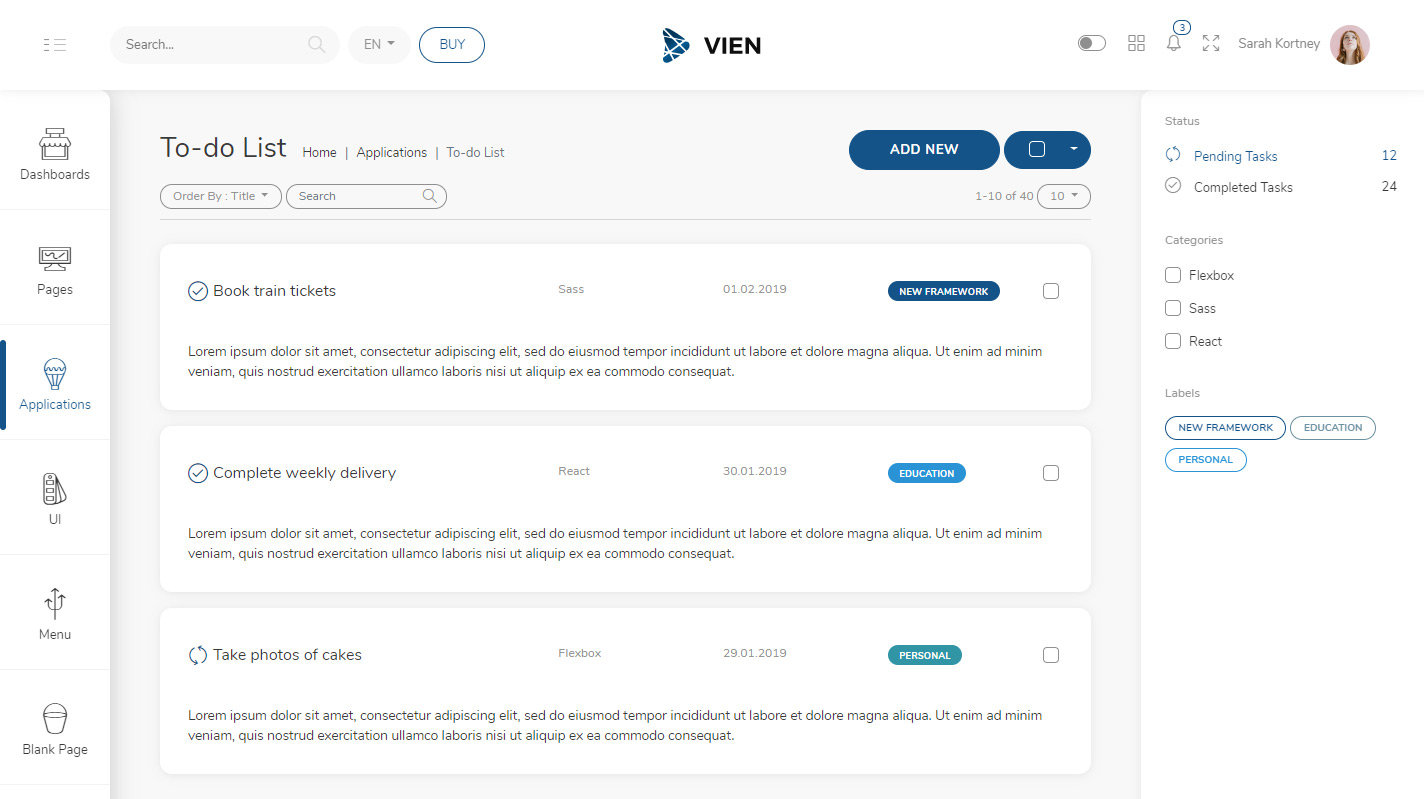 Search...
EN
BUY
VIEN
3
Sarah Kortney
Dashboards
Pages
Applications
UI
Menu
Blank Page
To-do List
Home | Applications | To-do List
ADD NEW
Order By : Title
Search
1-10 of 40
10
Book train tickets
Sass
01.02.2019
NEW FRAMEWORK
Lorem ipsum dolor sit amet, consectetur adipiscing elit, sed do eiusmod tempor incididunt ut labore et dolore magna aliqua. Ut enim ad minim
veniam, quis nostrud exercitation ullamco laboris nisi ut aliquip ex ea commodo consequat.
Complete weekly delivery
React
30.01.2019
EDUCATION
Lorem ipsum dolor sit amet, consectetur adipiscing elit, sed do eiusmod tempor incididunt ut labore et dolore magna aliqua. Ut enim ad minim
veniam, quis nostrud exercitation ullamco laboris nisi ut aliquip ex ea commodo consequat.
Take photos of cakes
Flexbox
29.01.2019
PERSONAL
Lorem ipsum dolor sit amet, consectetur adipiscing elit, sed do eiusmod tempor incididunt ut labore et dolore magna aliqua. Ut enim ad minim
veniam, quis nostrud exercitation ullamco laboris nisi ut aliquip ex ea commodo consequat.
Status
Pending Tasks 12
Completed Tasks 24
Categories
Flexbox
Sass
React
Labels
NEW FRAMEWORK
EDUCATION
PERSONAL